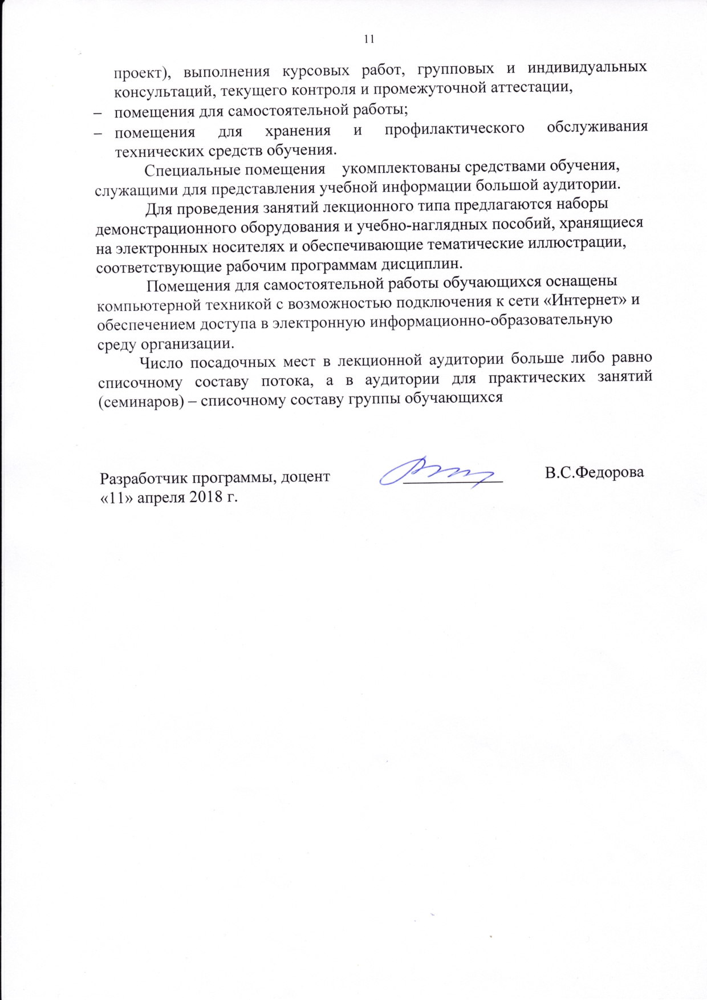 11
проект), выполнения курсовых работ, групповых и индивидуальных
консультаций, текущего контроля и промежуточной аттестации,
– помещения для самостоятельной работы;
– помещения для хранения и профилактического обслуживания
технических средств обучения.
Специальные помещения укомплектованы средствами обучения,
служащими для представления учебной информации большой аудитории.
Для проведения занятий лекционного типа предлагаются наборы
демонстрационного оборудования и учебно-наглядных пособий, хранящиеся
на электронных носителях и обеспечивающие тематические иллюстрации,
соответствующие рабочим программам дисциплин.
Помещения для самостоятельной работы обучающихся оснащены
компьютерной техникой с возможностью подключения к сети «Интернет» и
обеспечением доступа в электронную информационно-образовательную
среду организации.
Число посадочных мест в лекционной аудитории больше либо равно
списочному составу потока, а в аудитории для практических занятий
(семинаров) – списочному составу группы обучающихся
Разработчик программы, доцент В.С.Федорова
«11» апреля 2018 г.